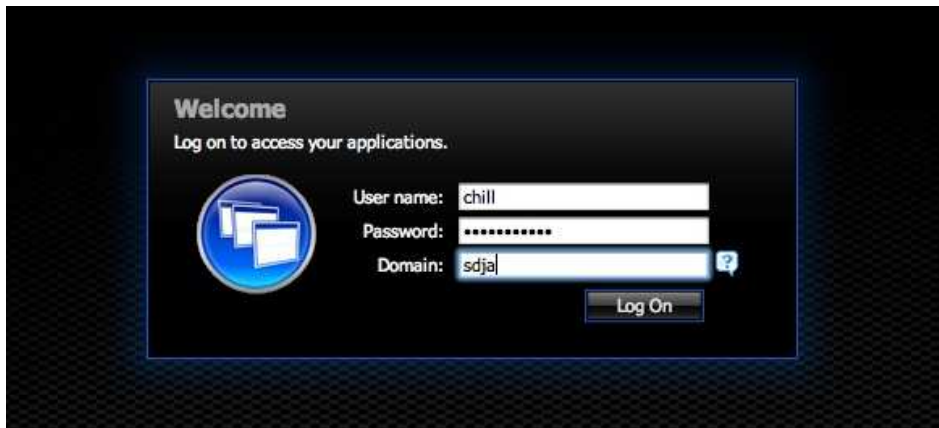 Welcome
Log on to access your applications.
User name: chill
Password: •••••••••••
Domain: sdja ?
Log On